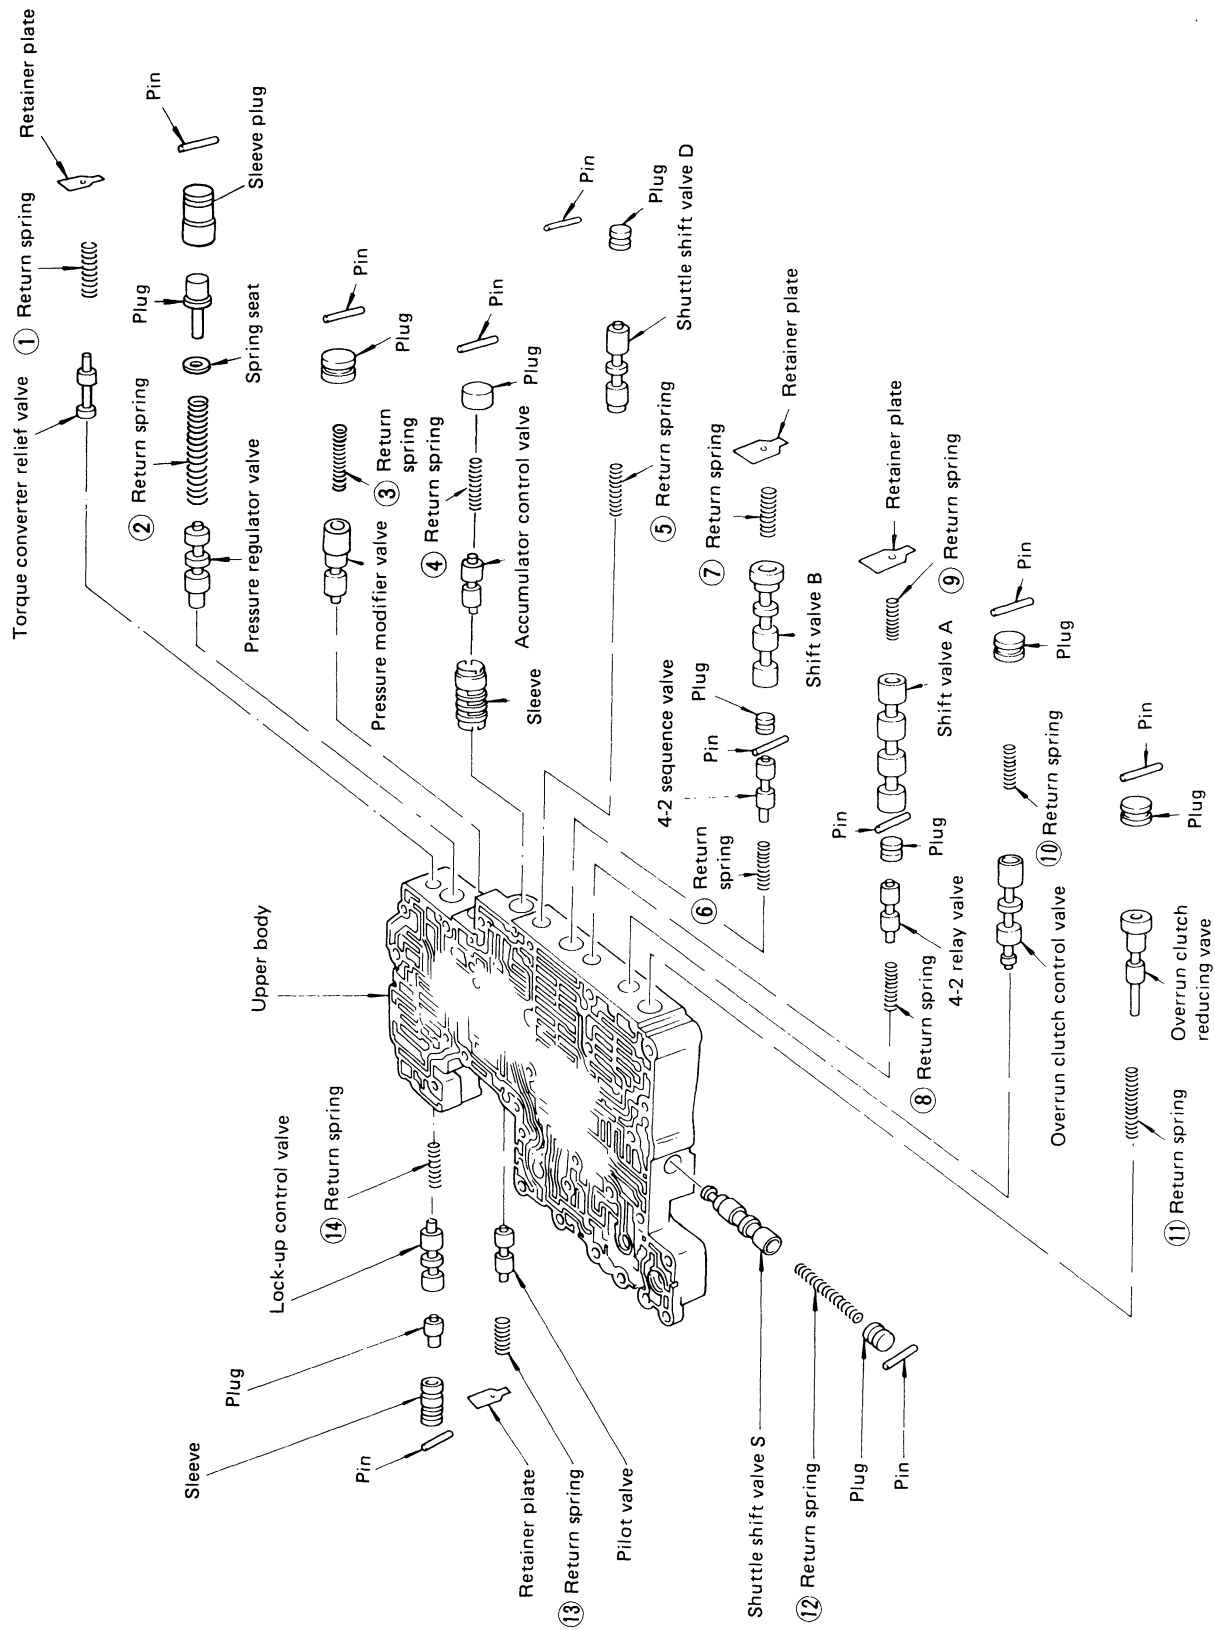 Torque converter relief valve
① Return spring
Retainer plate
② Return spring
Plug
Pin
Pressure regulator valve
Spring seat
Sleeve plug
Pressure modifier valve
③ Return
spring
Plug
Pin
④ Return spring
Sleeve
Accumulator control valve
Plug
Pin
⑤ Return spring
Shuttle shift valve D
Plug
Pin
⑥ Return
spring
4-2 sequence valve
Pin
Plug
⑦ Return spring
Shift valve B
Retainer plate
⑧ Return spring
4-2 relay valve
Plug
Pin
Shift valve A
⑨ Return spring
Retainer plate
Overrun clutch control valve
⑩ Return spring
Plug
Pin
⑪ Return spring
Overrun clutch
reducing vave
Plug
Pin
Upper body
⑭ Return spring
Lock-up control valve
Plug
Sleeve
Pin
Retainer plate
⑬ Return spring
Pilot valve
Shuttle shift valve S
⑫ Return spring
Plug
Pin